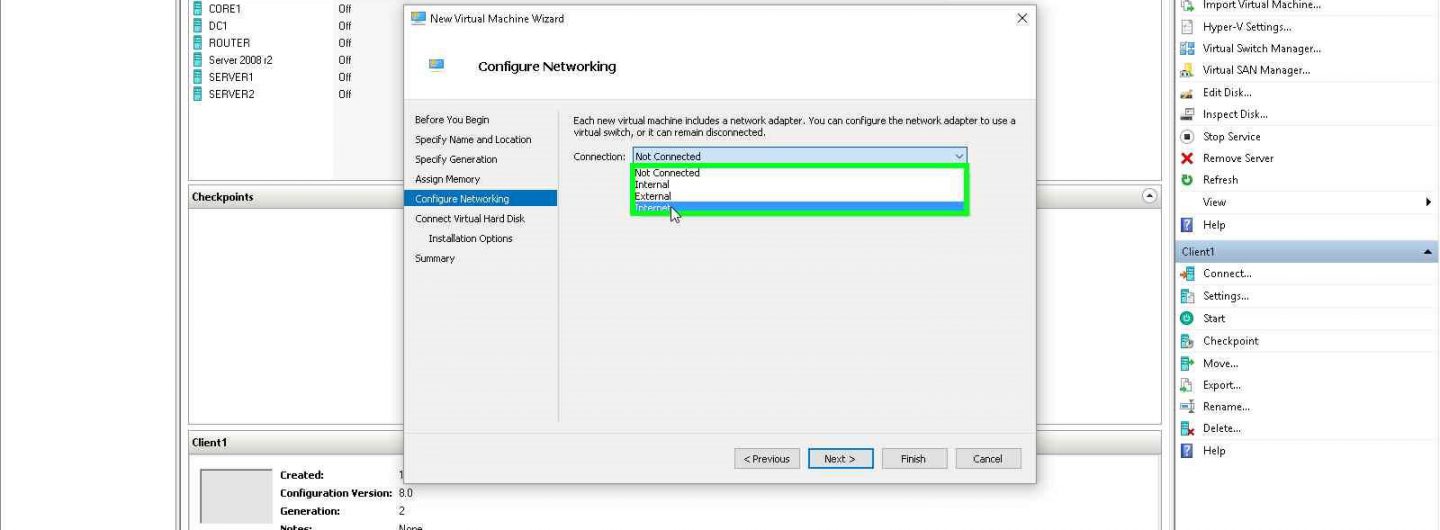 CORE1 Off
DC1 Off
ROUTER Off
Server 2008 r2 Off
SERVER1 Off
SERVER2 Off
Checkpoints
Client1
Created: 1
Configuration Version: 8.0
Generation: 2
Notes: None
New Virtual Machine Wizard
Configure Networking
Before You Begin
Specify Name and Location
Specify Generation
Assign Memory
Configure Networking
Connect Virtual Hard Disk
Installation Options
Summary
Each new virtual machine includes a network adapter. You can configure the network adapter to use a
virtual switch, or it can remain disconnected.
Connection: Not Connected
Not Connected
Internal
External
Internet
< Previous Next > Finish Cancel
Import Virtual Machine...
Hyper-V Settings...
Virtual Switch Manager...
Virtual SAN Manager...
Edit Disk...
Inspect Disk...
Stop Service
Remove Server
Refresh
View
Help
Client1
Connect...
Settings...
Start
Checkpoint
Move...
Export...
Rename...
Delete...
Help